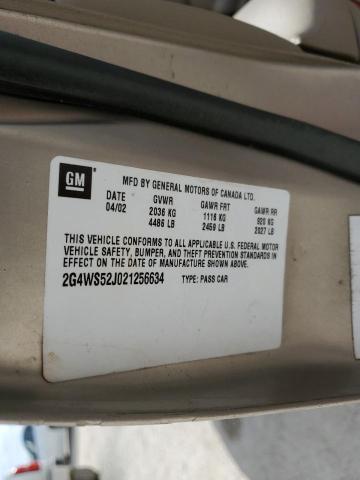 GM
MFD BY GENERAL MOTORS OF CANADA LTD.
DATE GVWR GAWR FRT GAWR RR
04/02 2036 KG 1116 KG 920 KG
4486 LB 2459 LB 2027 LB
THIS VEHICLE CONFORMS TO ALL APPLICABLE U.S. FEDERAL MOTOR
VEHICLE SAFETY, BUMPER, AND THEFT PREVENTION STANDARDS
IN EFFECT ON THE DATE OF MANUFACTURE SHOWN ABOVE.
2G4WS52J021256634 TYPE: PASS CAR